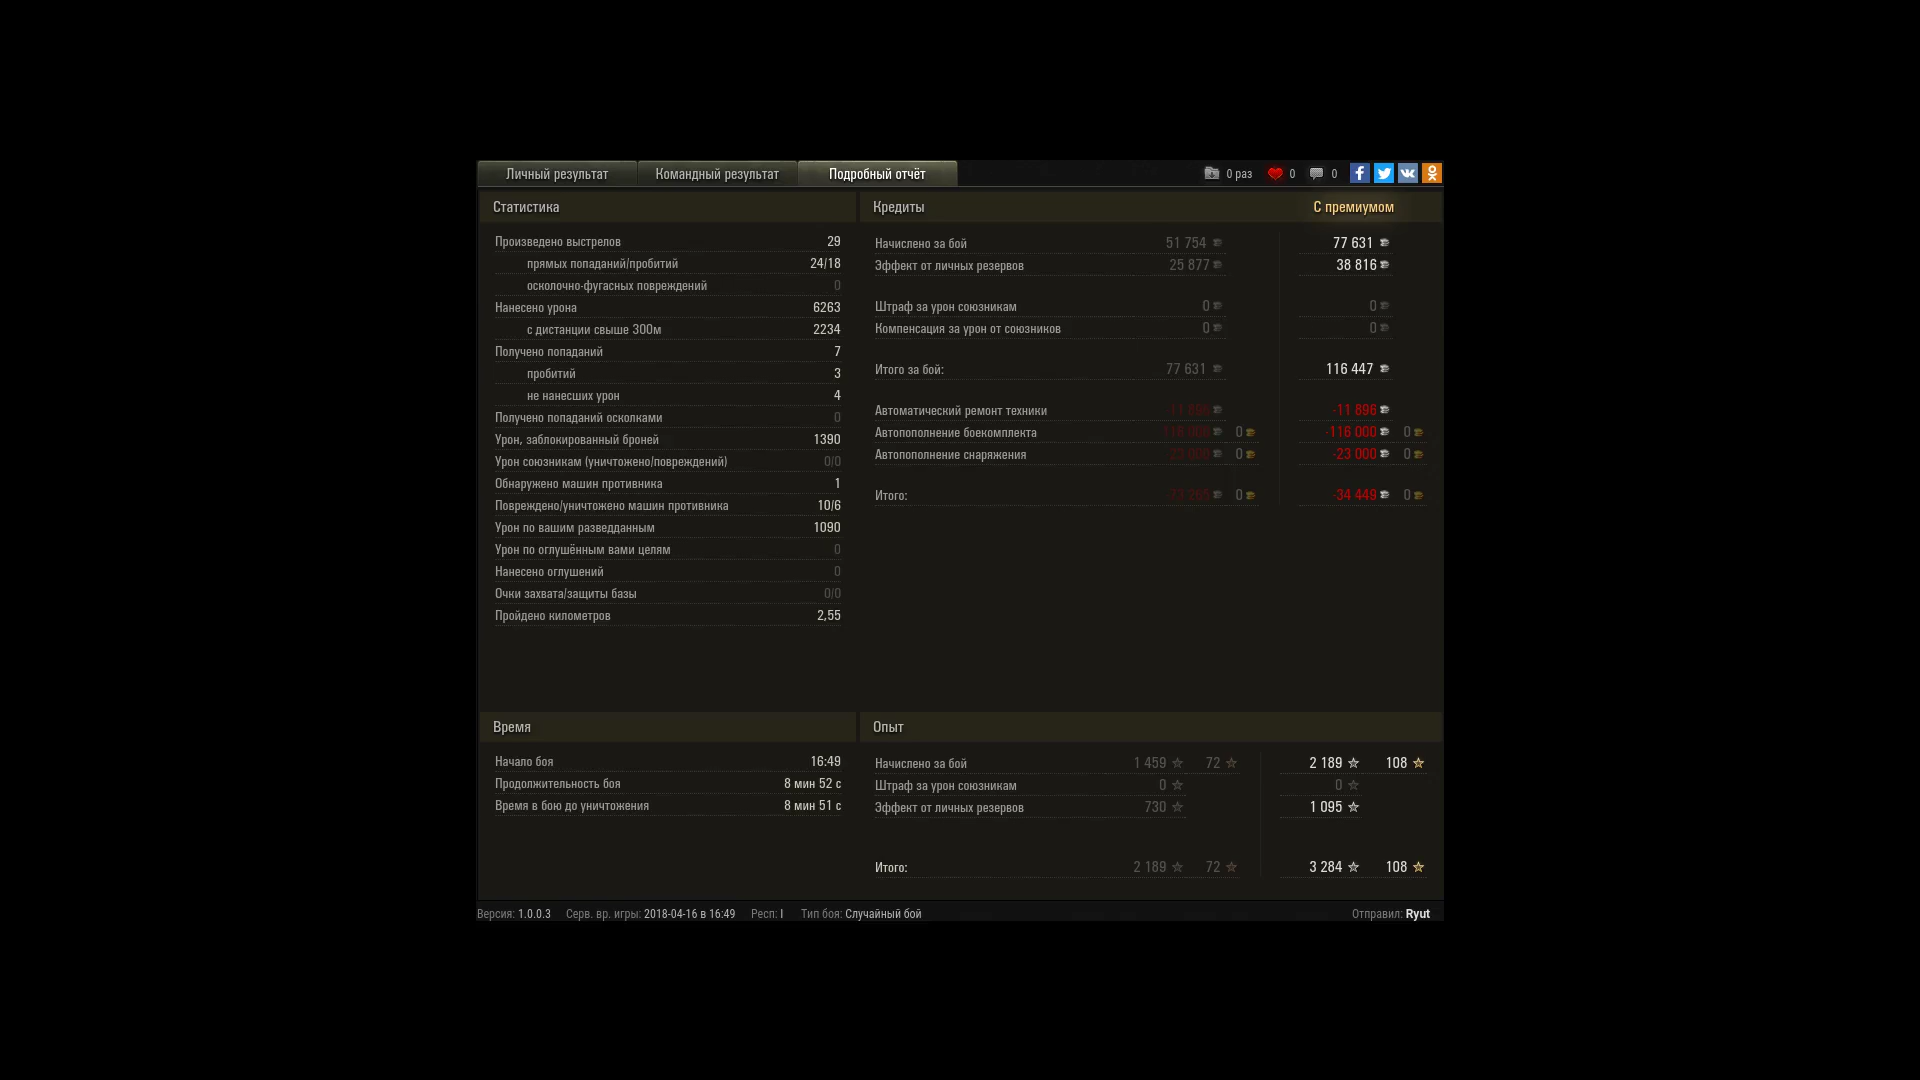 Личный результат Командный результат Подробный отчёт 0 раз 0 0
Статистика
Произведено выстрелов 29
прямых попаданий/пробитий 24/18
осколочно-фугасных повреждений 0
Нанесено урона 6263
с дистанции свыше 300м 2234
Получено попаданий 7
пробитий 3
не нанесших урон 4
Получено попаданий осколками 0
Урон, заблокированный броней 1390
Урон союзникам (уничтожено/повреждений) 0/0
Обнаружено машин противника 1
Повреждено/уничтожено машин противника 10/6
Урон по вашим разведданным 1090
Урон по оглушённым вами целям 0
Нанесено оглушений 0
Очки захвата/защиты базы 0/0
Пройдено километров 2,55
Кредиты С премиумом
Начислено за бой 51 754 77 631
Эффект от личных резервов 25 877 38 816
Штраф за урон союзникам 0 0
Компенсация за урон от союзников 0 0
Итого за бой: 77 631 116 447
Автоматический ремонт техники -11 896 -11 896
Автопополнение боекомплекта -116 000 0 -116 000 0
Автопополнение снаряжения -23 000 0 -23 000 0
Итого: -73 265 0 -34 449 0
Время
Начало боя 16:49
Продолжительность боя 8 мин 52 с
Время в бою до уничтожения 8 мин 51 с
Опыт
Начислено за бой 1 459 72 2 189 108
Штраф за урон союзникам 0 0
Эффект от личных резервов 730 1 095
Итого: 2 189 72 3 284 108
Версия: 1.0.0.3 Серв. вр. игры: 2018-04-16 в 16:49 Респ: I Тип боя: Случайный бой Отправил: Ryut